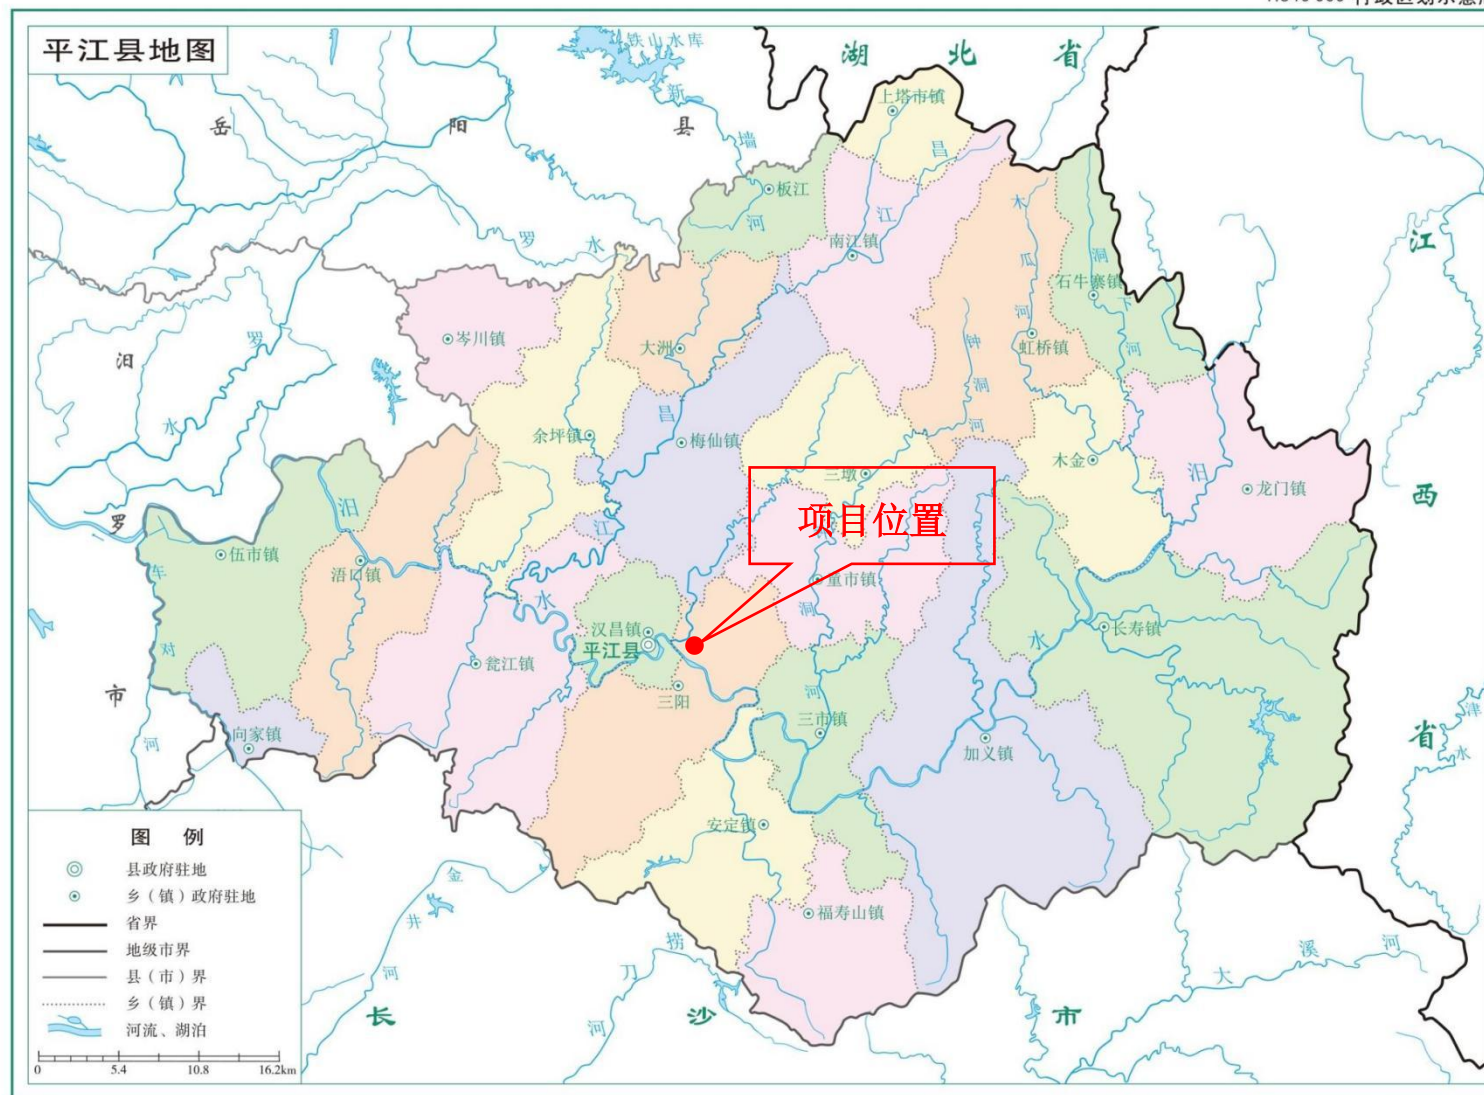 平江县地图
湖北省
铁山水库
新
墙
河
岳
阳
县
上塔市镇
昌
江
板江
南江镇
罗
水
木
瓜
河
洞
下
河
石牛寨镇
江
岑川镇
大洲
钟
洞
河
虹桥镇
汨
罗
水
昌
余坪镇
梅仙镇
三墩
木金
汨
龙门镇
西
项目位置
罗
汨
江
伍市镇
浯口镇
水
童市镇
洞
河
车
对
河
汉昌镇
平江县
瓮江镇
三阳
长寿镇
水
市
三市镇
加义镇
津
水
省
向家镇
安定镇
福寿山镇
图 例
县政府驻地
乡（镇）政府驻地
省界
地级市界
县（市）界
乡（镇）界
河流、湖泊
0 5.4 10.8 16.2km
金
井
河
捞
刀
河
大
溪
河
长
沙
市